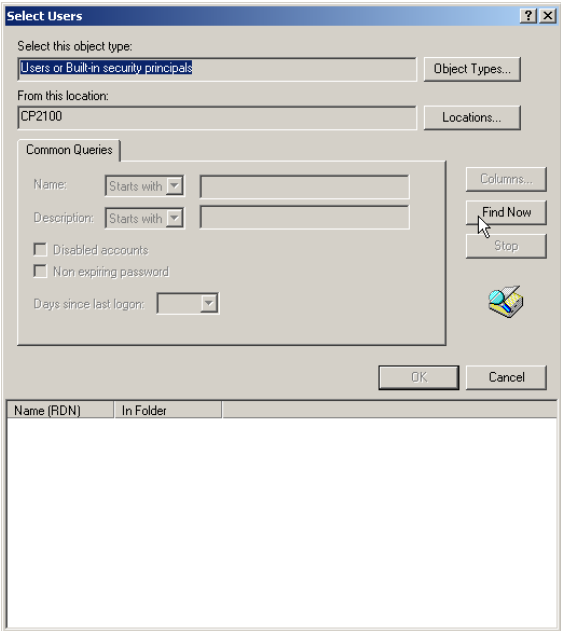 Select Users
Select this object type:
Users or Built-in security principals
Object Types...
From this location:
CP2100
Locations...
Common Queries
Name:
Starts with
Columns...
Description:
Starts with
Find Now
Disabled accounts
Stop
Non expiring password
Days since last logon:
OK
Cancel
Name (RDN)
In Folder